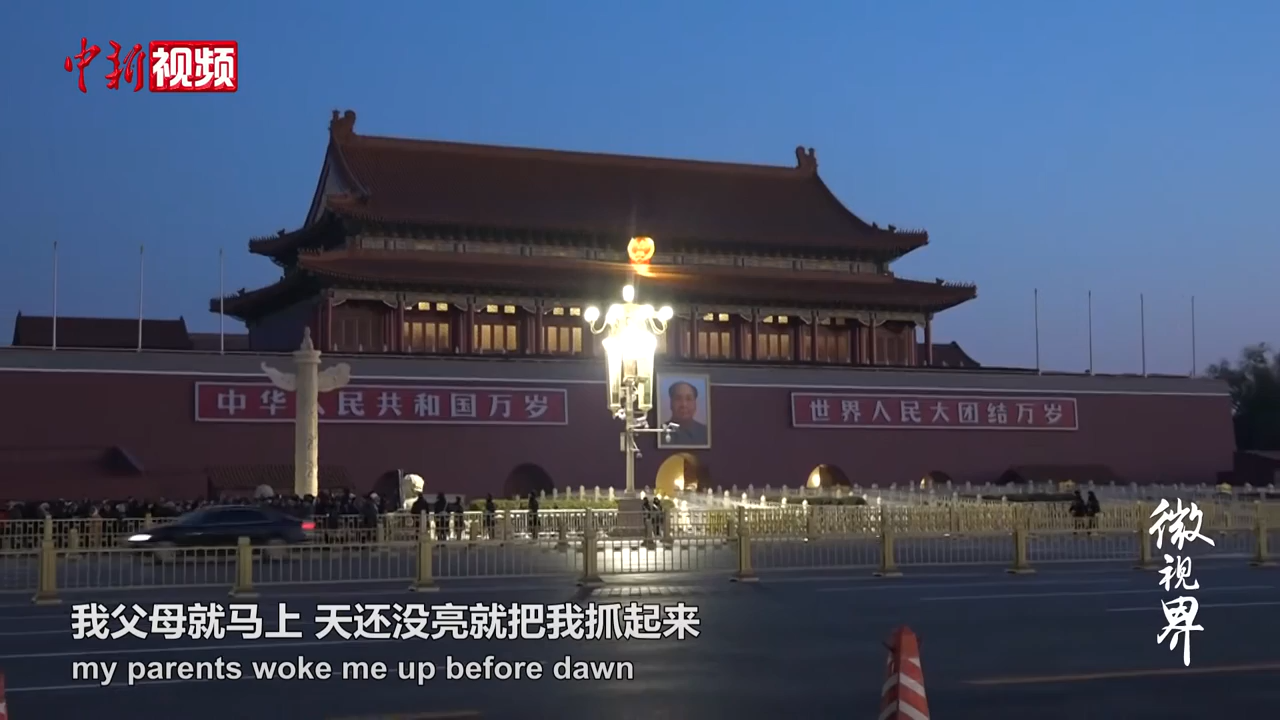 中新视频
中华人民共和国万岁
世界人民大团结万岁
微视界
我父母就马上 天还没亮就把我抓起来
my parents woke me up before dawn